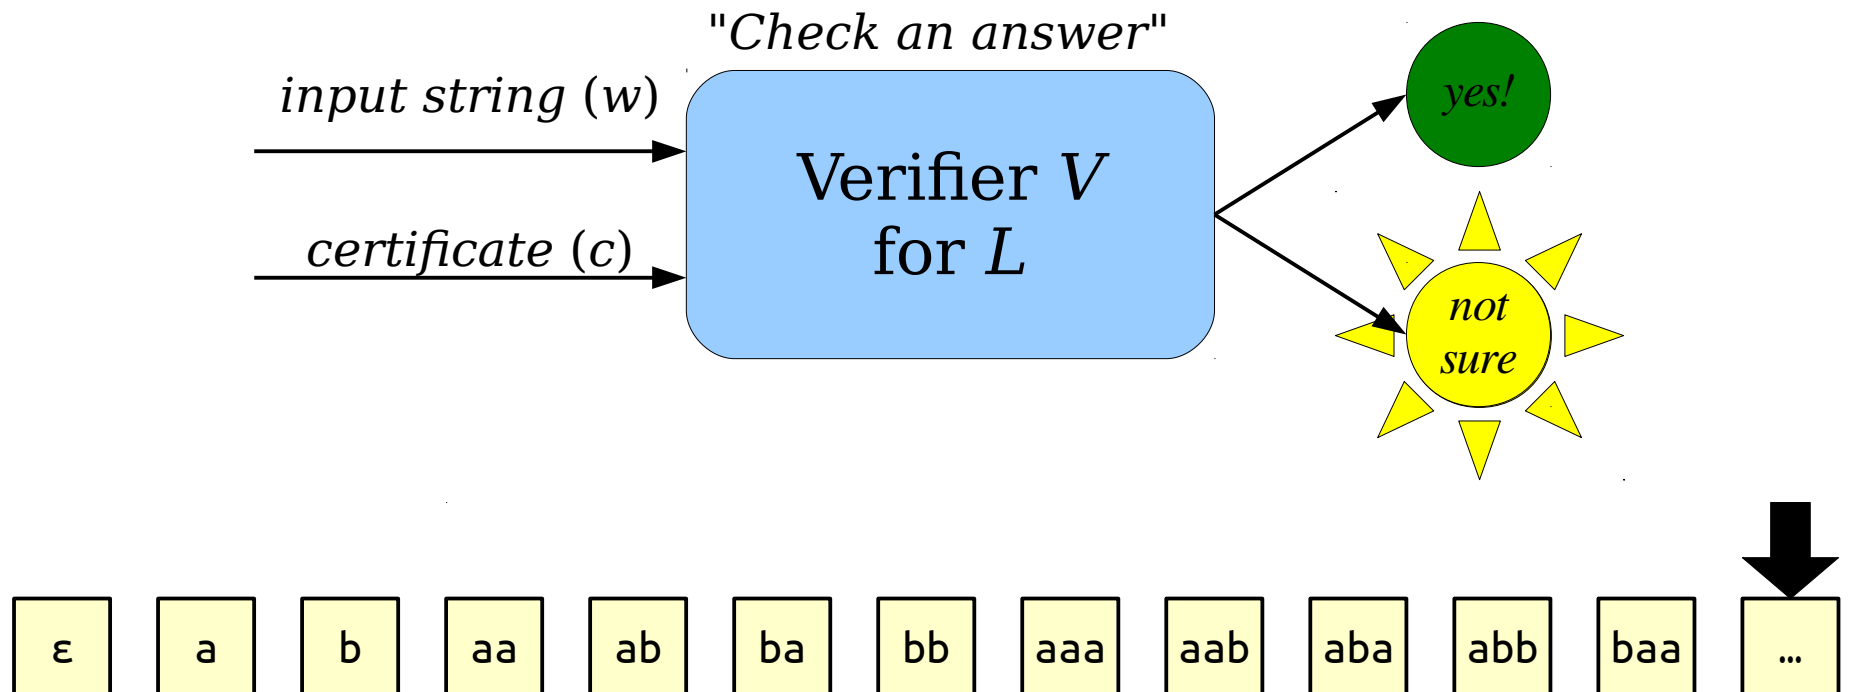 "Check an answer"
input string (w)
certificate (c)
Verifier V
for L
yes!
not
sure
ε a b aa ab ba bb aaa aab aba abb baa ...